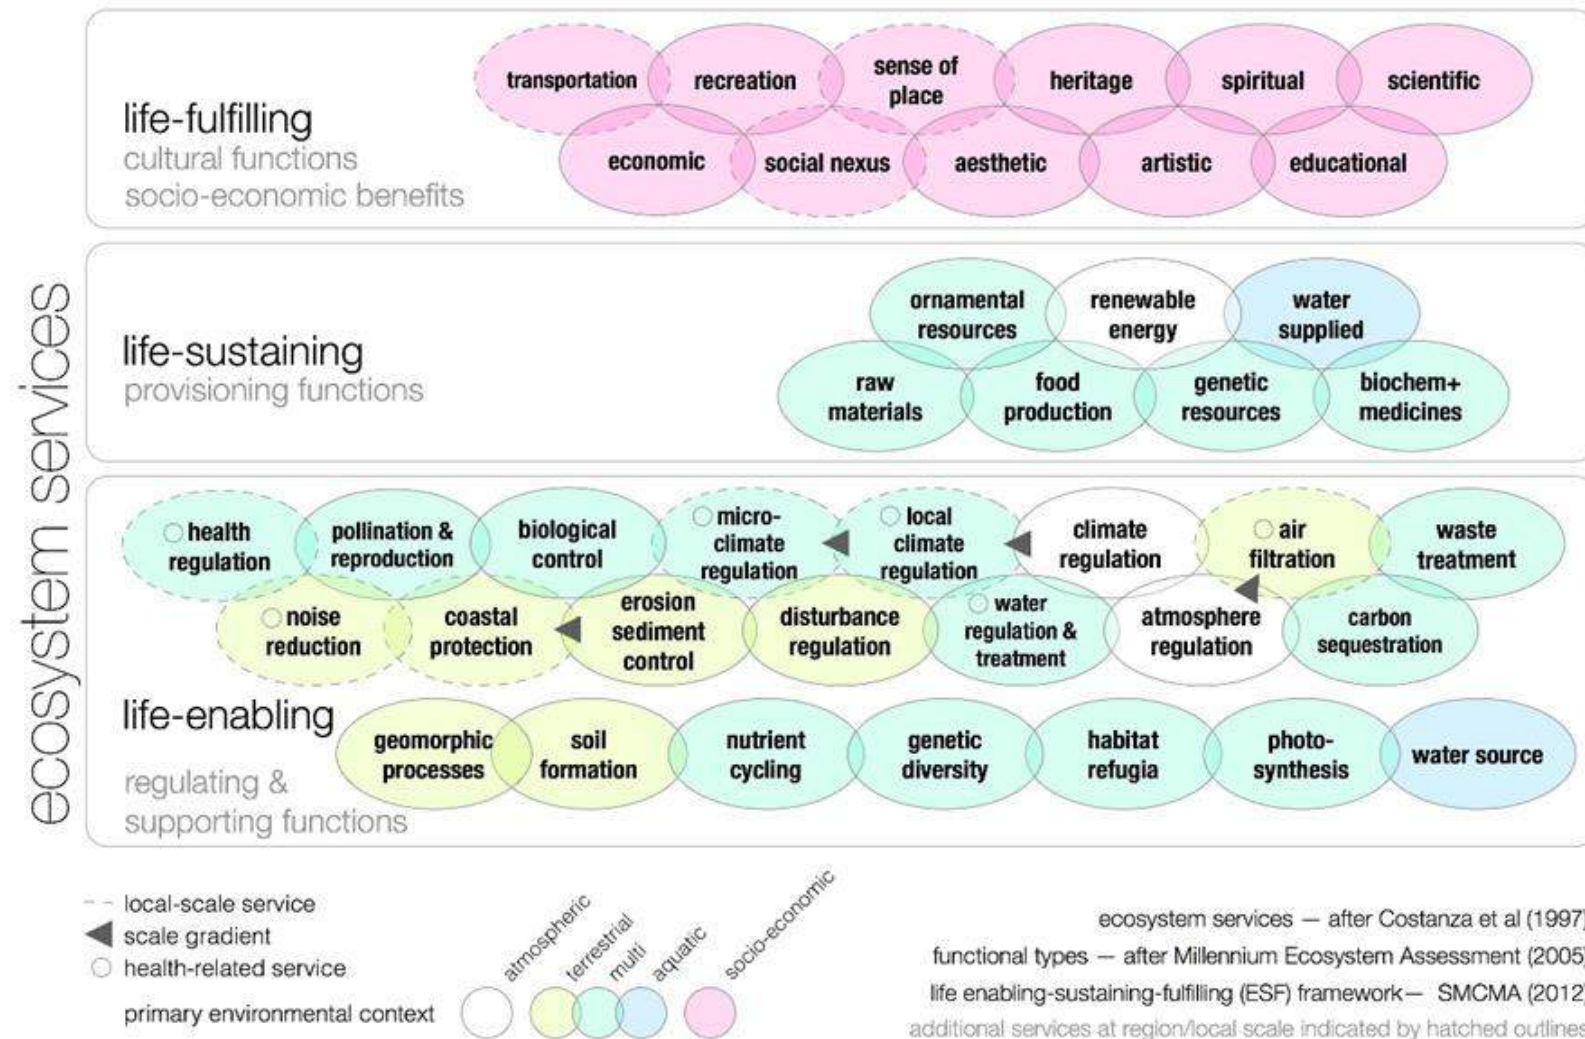 ecosystem services
life-fulfilling
cultural functions
socio-economic benefits
transportation
recreation
sense of
place
heritage
spiritual
scientific
economic
social nexus
aesthetic
artistic
educational
life-sustaining
provisioning functions
ornamental
resources
renewable
energy
water
supplied
raw
materials
food
production
genetic
resources
biochem+
medicines
health
regulation
pollination &
reproduction
biological
control
micro-
climate
regulation
local
climate
regulation
climate
regulation
air
filtration
waste
treatment
noise
reduction
coastal
protection
erosion
sediment
control
disturbance
regulation
water
regulation &
treatment
atmosphere
regulation
carbon
sequestration
life-enabling
regulating &
supporting functions
geomorphic
processes
soil
formation
nutrient
cycling
genetic
diversity
habitat
refugia
photo-
synthesis
water source
local-scale service
scale gradient
health-related service
primary environmental context
atmospheric
terrestrial
multi
aquatic
socio-economic
ecosystem services — after Costanza et al (1997)
functional types — after Millennium Ecosystem Assessment (2005)
life enabling-sustaining-fulfilling (ESF) framework— SMCMA (2012)
additional services at region/local scale indicated by hatched outlines